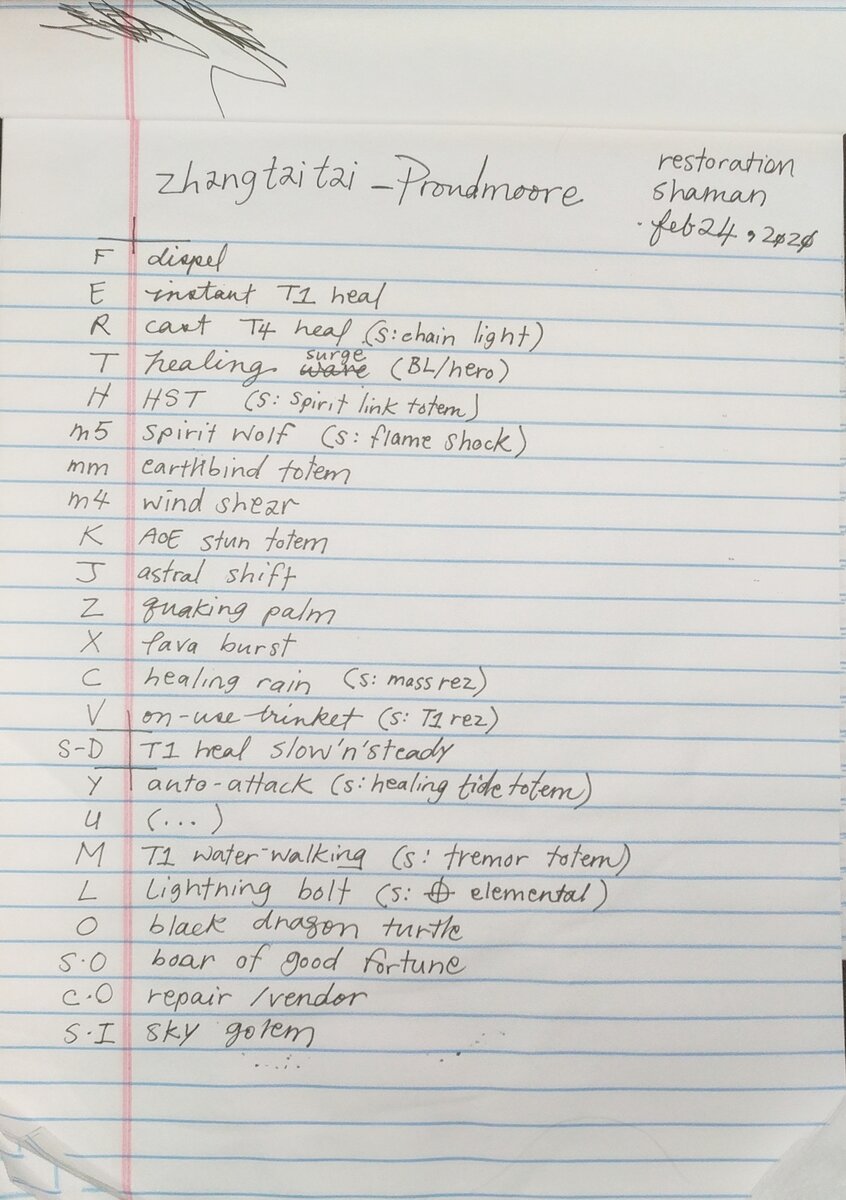 zhangtaitai - Proudmoore
restoration
shaman
feb 24, 2020
F dispel
E instant T1 heal
R cast T4 heal (s: chain light)
T healing surge (BL/hero)
H HST (s: spirit link totem)
m5 spirit wolf (s: flame shock)
mm earthbind totem
m4 wind shear
K AoE stun totem
J astral shift
Z quaking palm
X lava burst
C healing rain (s: mass rez)
V on-use trinket (s: T1 rez)
S-D T1 heal slow'n'steady
Y auto-attack (s: healing tide totem)
U (...)
M T1 water-walking (s: tremor totem)
L Lightning bolt (s: ⊕ elemental)
O black dragon turtle
S·O boar of good fortune
C·O repair / vendor
S·I sky golem